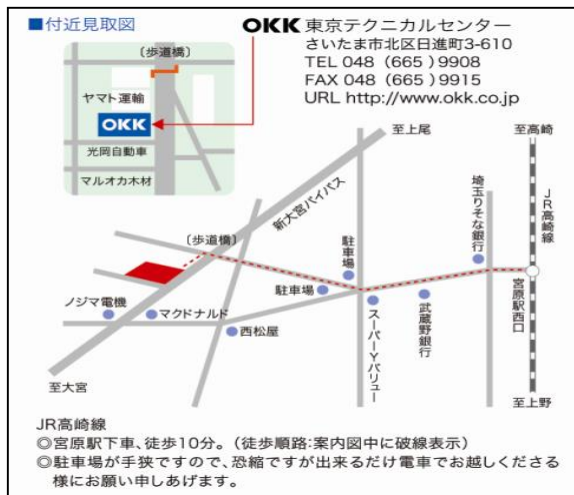 ■付近見取図
OKK 東京テクニカルセンター
さいたま市北区日進町3-610
TEL 048（665）9908
FAX 048（665）9915
URL http://www.okk.co.jp
〔歩道橋〕
ヤマト運輸
OKK
光岡自動車
マルオカ木材
至上尾
至高崎
新大宮バイパス
JR高崎線
埼玉りそな銀行
〔歩道橋〕
駐車場
駐車場
ノジマ電機
マクドナルド
西松屋
スーパーYバリュー
武蔵野銀行
宮原駅西口
至大宮
至上野
JR高崎線
◎宮原駅下車、徒歩10分。（徒歩順路:案内図中に破線表示）
◎駐車場が手狭ですので、恐縮ですが出来るだけ電車でお越しくださる
様にお願い申しあげます。